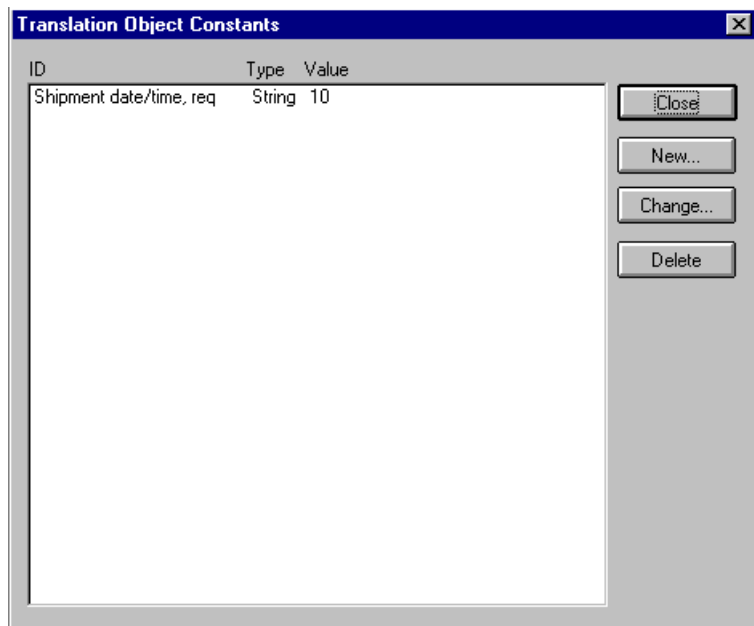 Translation Object Constants
ID Type Value
Shipment date/time, req String 10
Close
New...
Change...
Delete